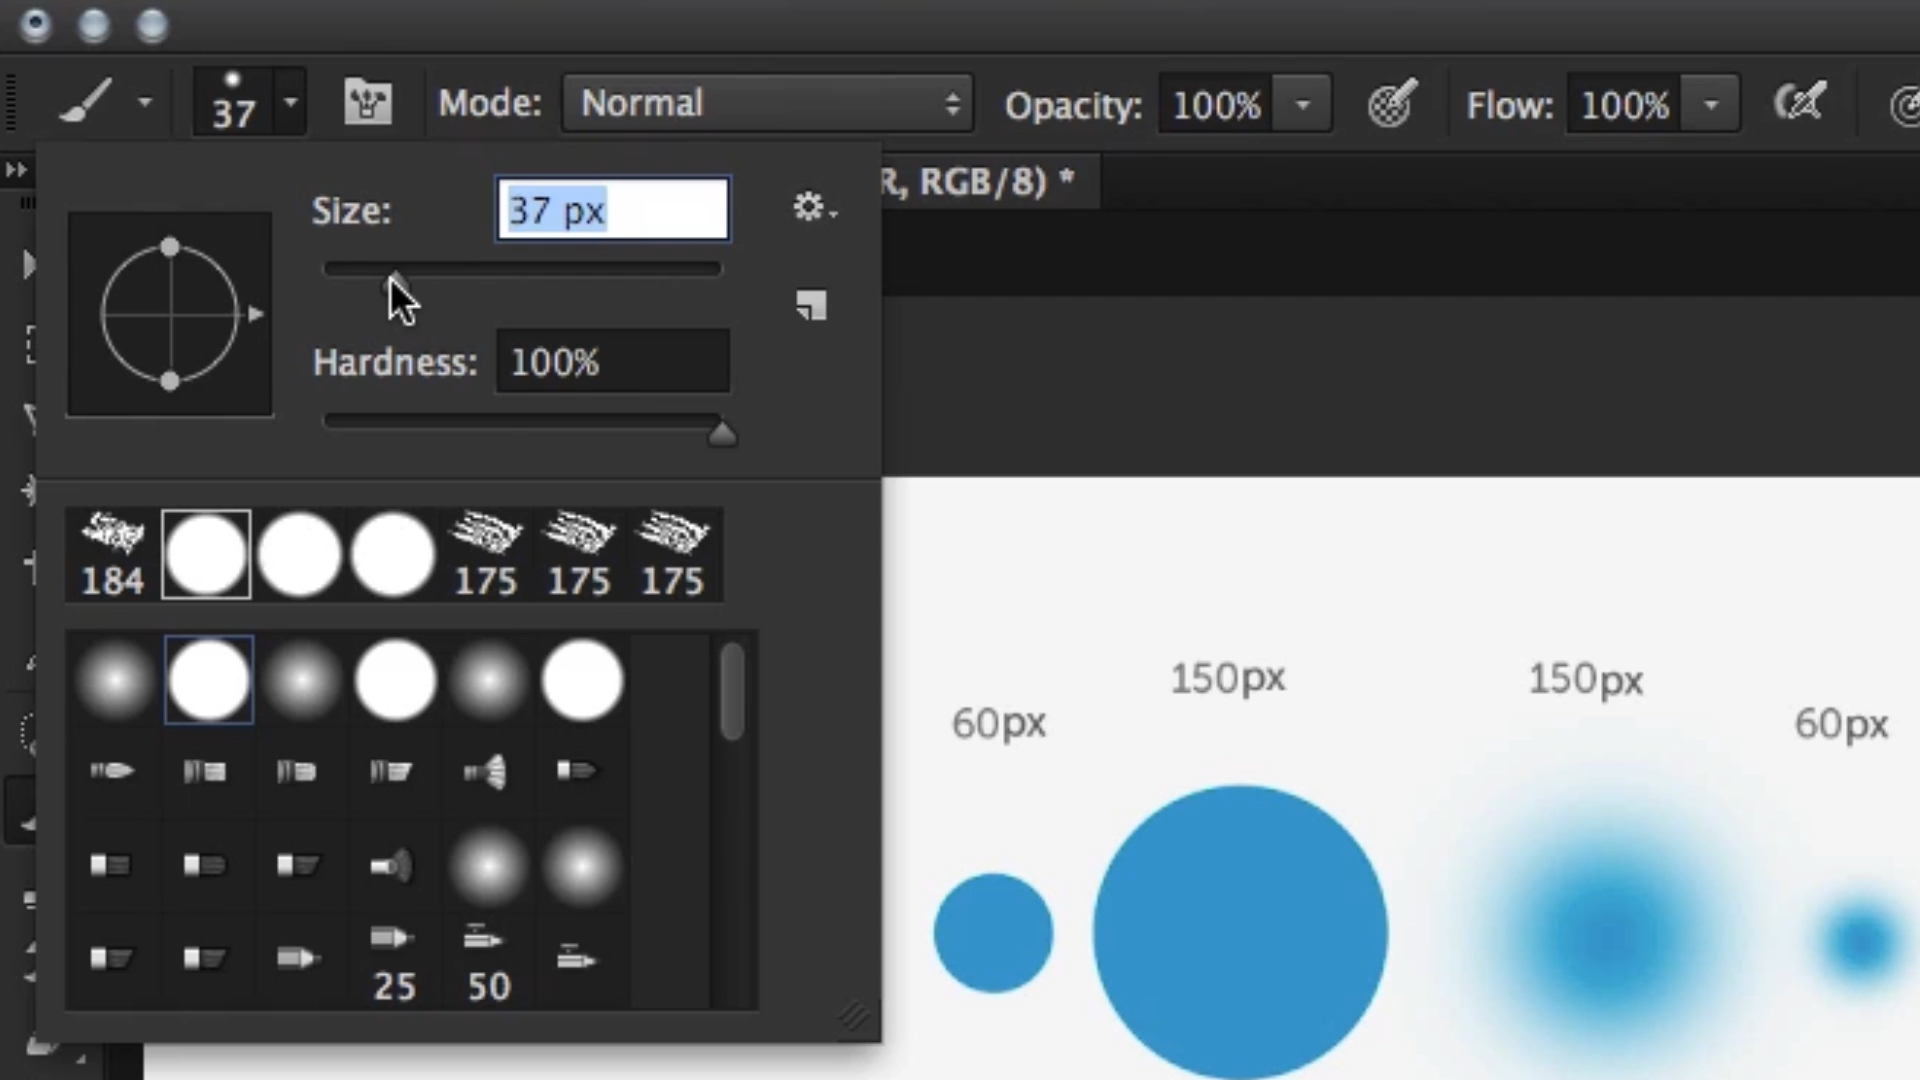 37 Mode: Normal Opacity: 100% Flow: 100%
R, RGB/8) *
Size: 37 px
Hardness: 100%
184 175 175 175
25 50
150px 150px
60px 60px